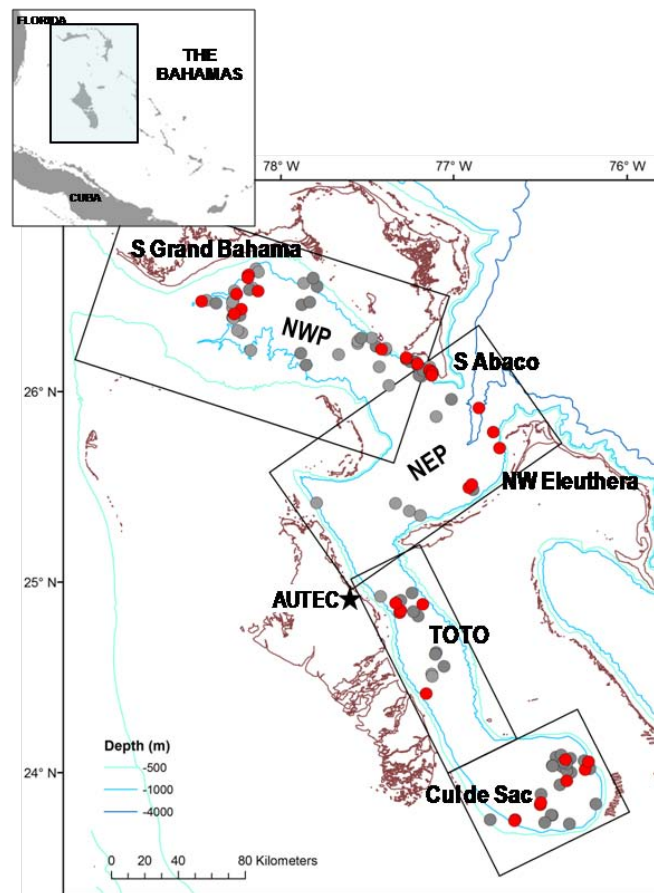 FLORIDA
THE
BAHAMAS
CUBA
78° W
77° W
76° W
S Grand Bahama
NWP
S Abaco
26° N
NEP
NW Eleuthera
25° N
AUTEC
TOTO
Depth (m)
-500
-1000
-4000
24° N
Cul de Sac
0 20 40 80 Kilometers